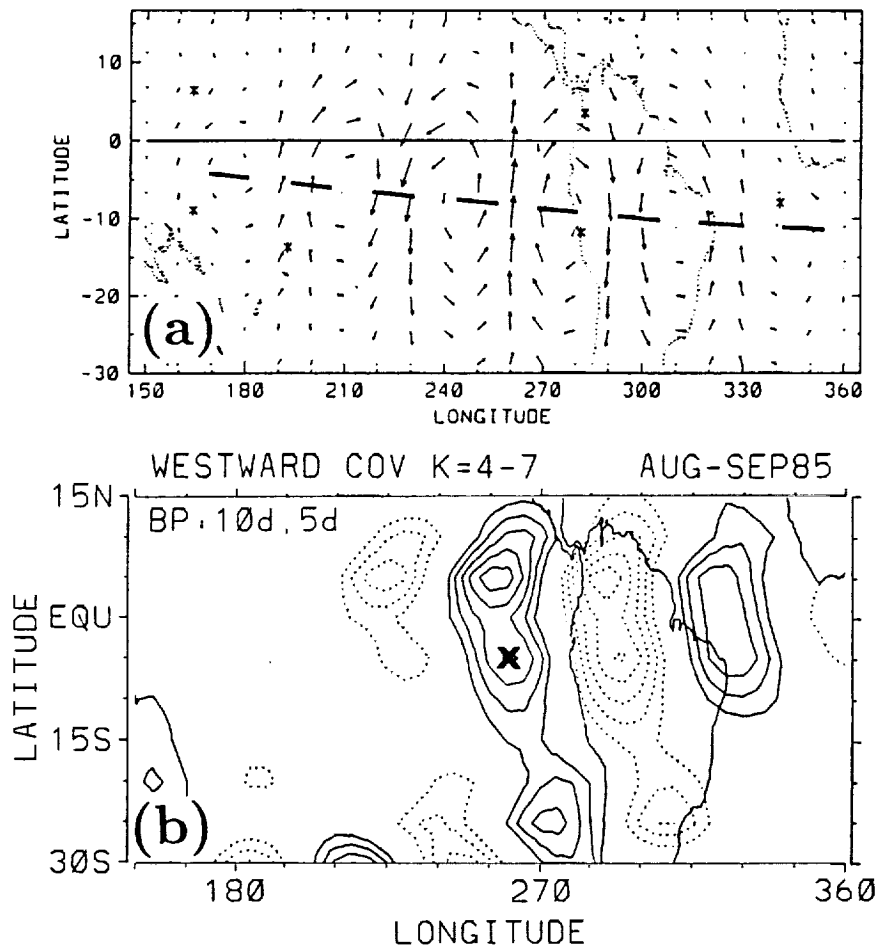 10
0
-10
-20
-30
LATITUDE
(a)
150 180 210 240 270 300 330 360
LONGITUDE
WESTWARD COV K=4-7 AUG-SEP85
15N
BP:10d,5d
EQU
15S
30S
LATITUDE
(b)
180 270 360
LONGITUDE